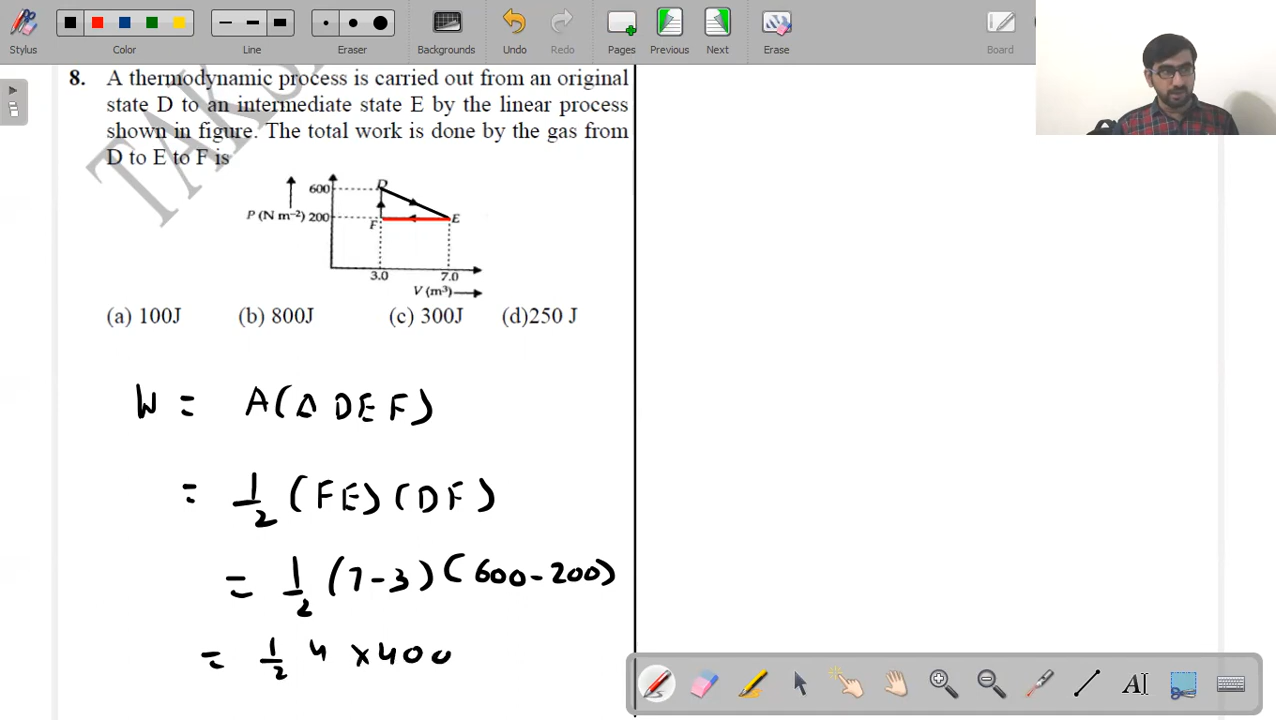 Stylus Color Line Eraser Backgrounds Undo Redo Pages Previous Next Erase Board
8. A thermodynamic process is carried out from an original
state D to an intermediate state E by the linear process
shown in figure. The total work is done by the gas from
D to E to F is
600
D
P (N m⁻²) 200
F
E
3.0 7.0
V (m³)
(a) 100J (b) 800J (c) 300J (d)250 J
W = A(Δ DEF)
= 1/2 (FE) (DF)
= 1/2 (7-3) (600-200)
= 1/2 4 × 400